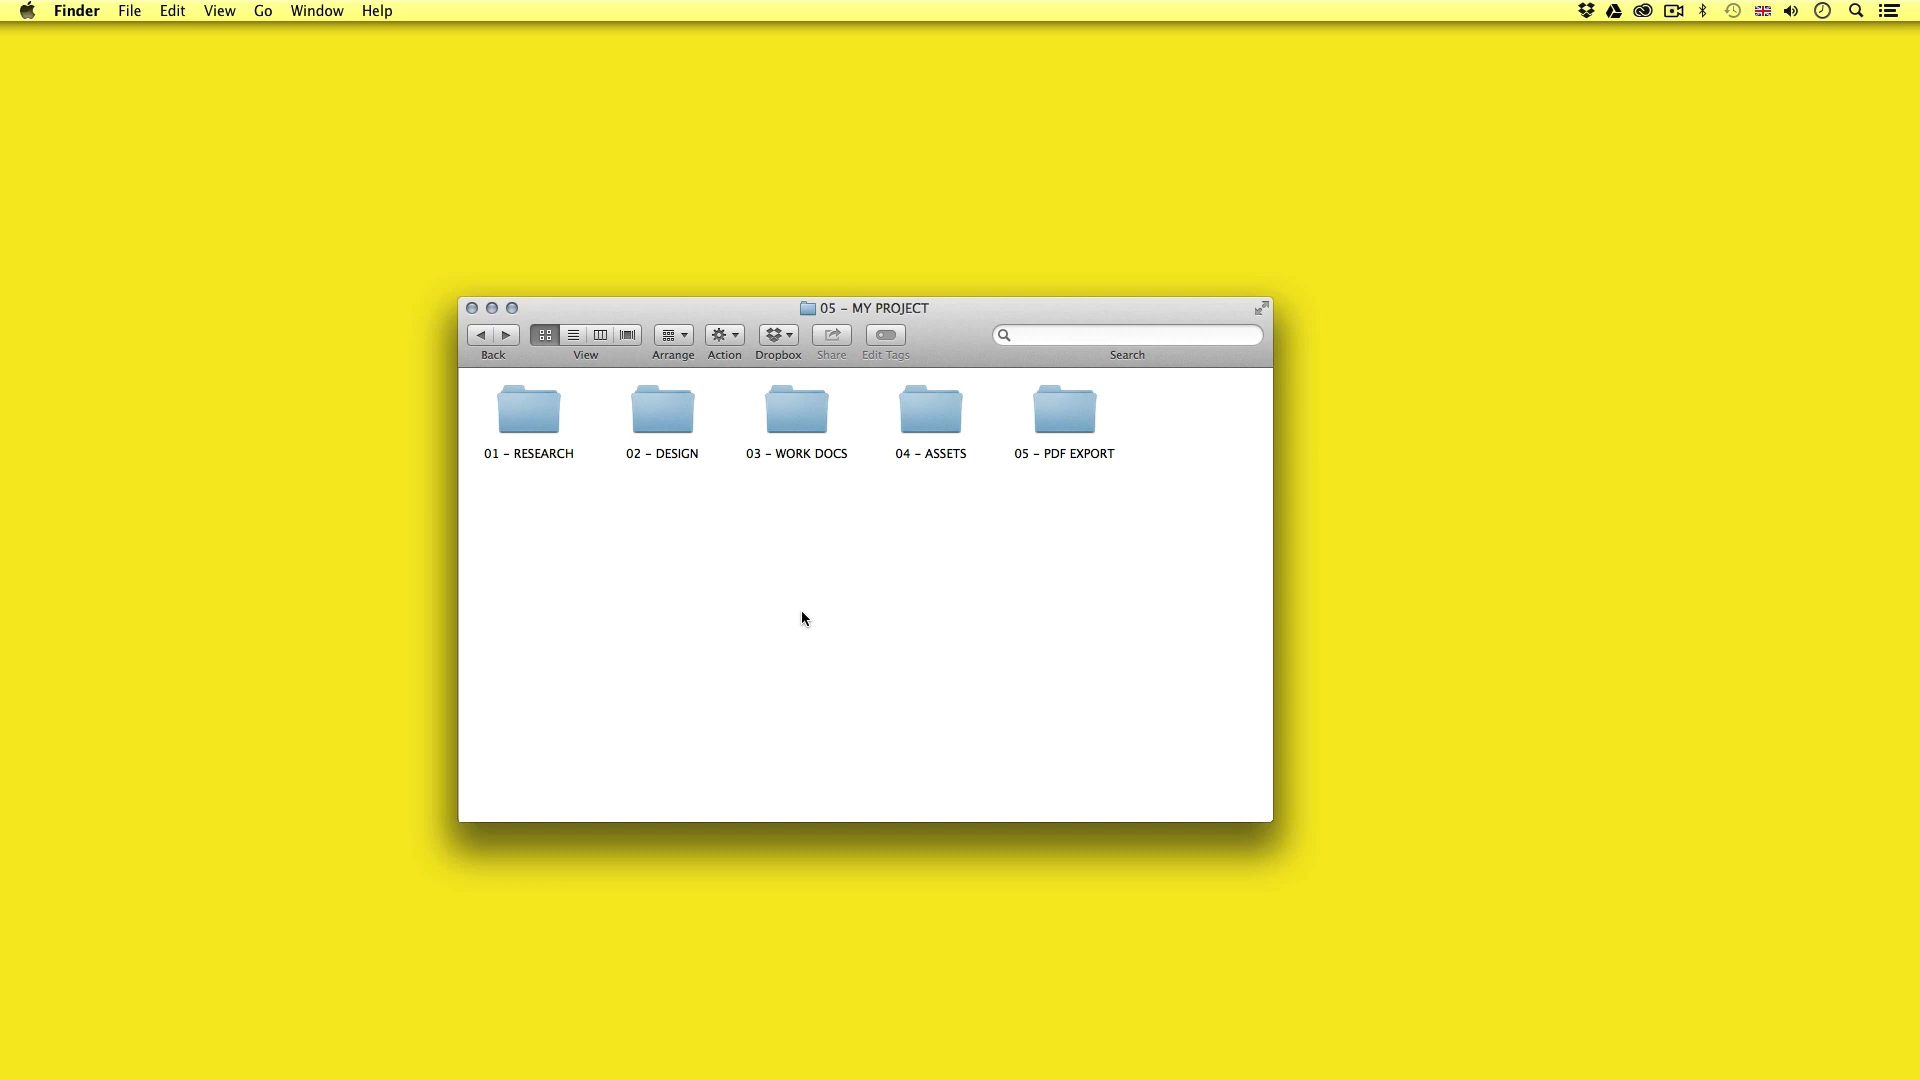 Finder File Edit View Go Window Help
05 – MY PROJECT
Back View Arrange Action Dropbox Share Edit Tags Search
01 – RESEARCH 02 – DESIGN 03 – WORK DOCS 04 – ASSETS 05 – PDF EXPORT